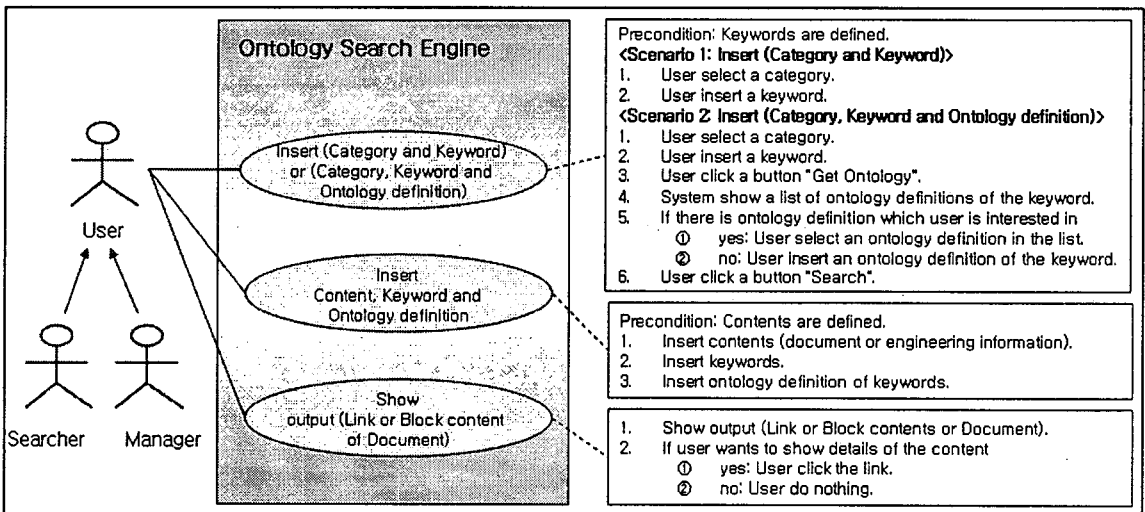 Ontology Search Engine
Insert (Category and Keyword)
or (Category, Keyword and
Ontology definition)
User
Insert
Content, Keyword and
Ontology definition
Searcher
Manager
Show
output (Link or Block content
of Document)
Precondition: Keywords are defined.
<Scenario 1: Insert (Category and Keyword)>
1. User select a category.
2. User insert a keyword.
<Scenario 2: Insert (Category, Keyword and Ontology definition)>
1. User select a category.
2. User insert a keyword.
3. User click a button "Get Ontology".
4. System show a list of ontology definitions of the keyword.
5. If there is ontology definition which user is interested in
① yes: User select an ontology definition in the list.
② no: User insert an ontology definition of the keyword.
6. User click a button "Search".
Precondition: Contents are defined.
1. Insert contents (document or engineering information).
2. Insert keywords.
3. Insert ontology definition of keywords.
1. Show output (Link or Block contents or Document).
2. If user wants to show details of the content
① yes: User click the link.
② no: User do nothing.